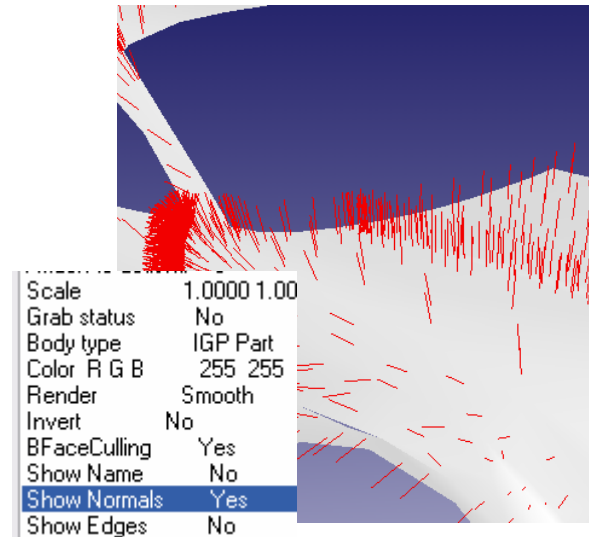 Scale 1.0000 1.00
Grab status No
Body type IGP Part
Color R G B 255 255
Render Smooth
Invert No
BFaceCulling Yes
Show Name No
Show Normals Yes
Show Edges No